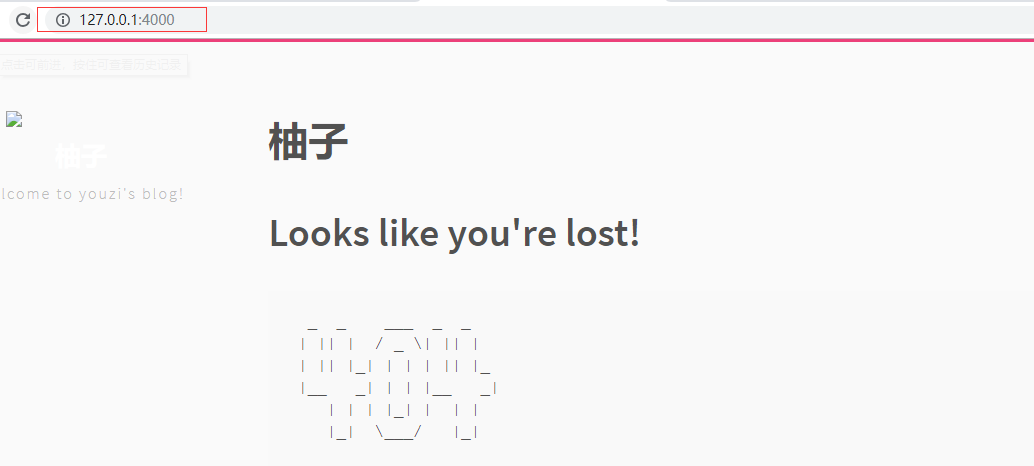 127.0.0.1:4000
点击可前进，按住可查看历史记录
柚子
lcome to youzi's blog!
柚子
Looks like you're lost!
 _  _     ___  _  _
| || |   / _ \| || |
| || |_ | | | | || |_
|__   _|| | | |__   _|
   | |  | |_| |  | |
   |_|   \___/   |_|